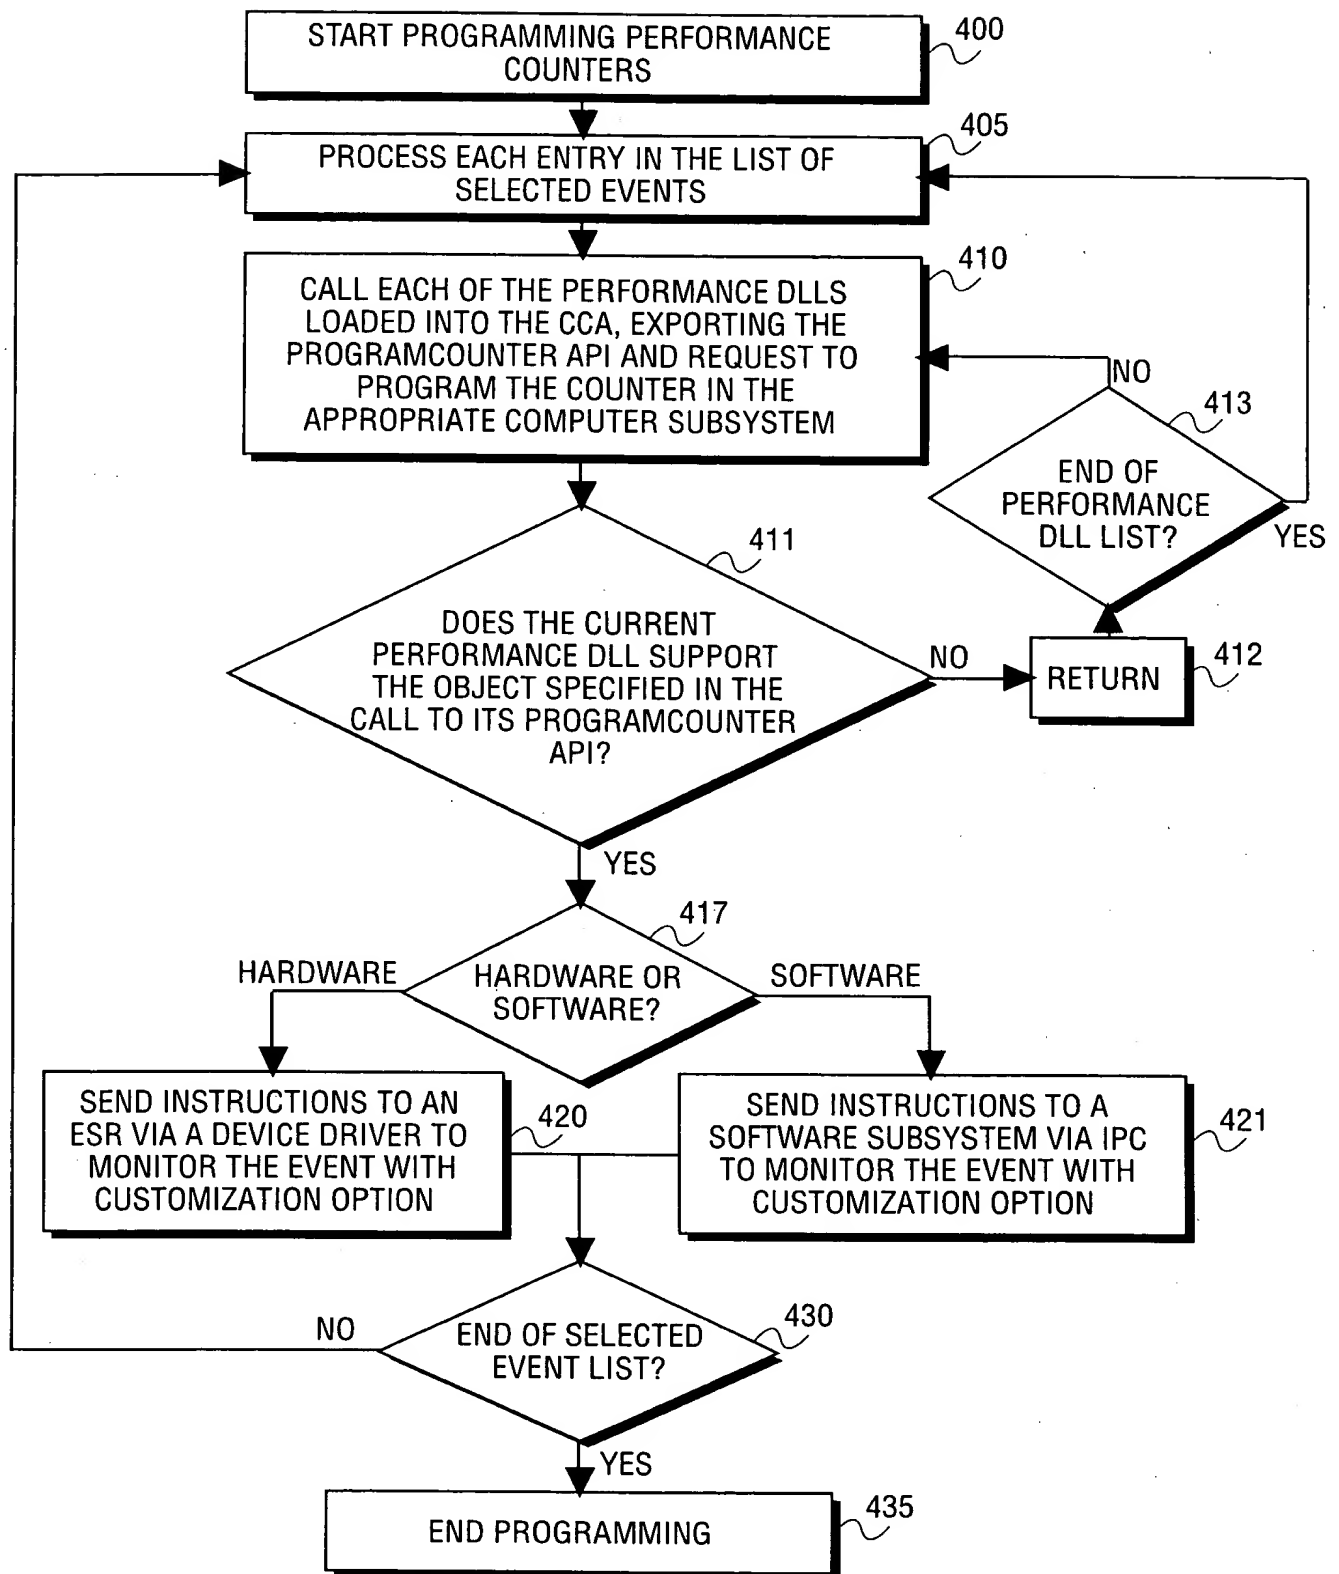 START PROGRAMMING PERFORMANCE
COUNTERS
400
PROCESS EACH ENTRY IN THE LIST OF
SELECTED EVENTS
405
CALL EACH OF THE PERFORMANCE DLLS
LOADED INTO THE CCA, EXPORTING THE
PROGRAMCOUNTER API AND REQUEST TO
PROGRAM THE COUNTER IN THE
APPROPRIATE COMPUTER SUBSYSTEM
410
NO
413
END OF
PERFORMANCE
DLL LIST?
YES
411
DOES THE CURRENT
PERFORMANCE DLL SUPPORT
THE OBJECT SPECIFIED IN THE
CALL TO ITS PROGRAMCOUNTER
API?
NO
RETURN
412
YES
417
HARDWARE
HARDWARE OR
SOFTWARE?
SOFTWARE
SEND INSTRUCTIONS TO AN
ESR VIA A DEVICE DRIVER TO
MONITOR THE EVENT WITH
CUSTOMIZATION OPTION
420
SEND INSTRUCTIONS TO A
SOFTWARE SUBSYSTEM VIA IPC
TO MONITOR THE EVENT WITH
CUSTOMIZATION OPTION
421
NO
END OF SELECTED
EVENT LIST?
430
YES
END PROGRAMMING
435